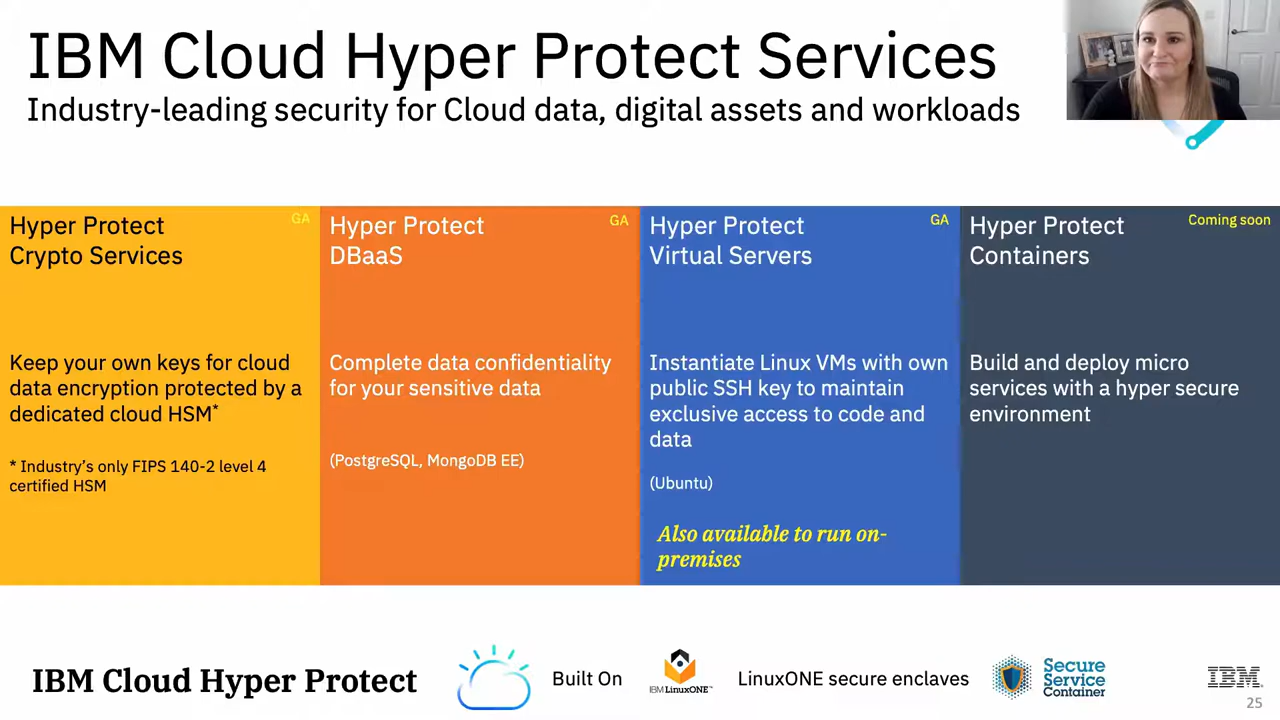 IBM Cloud Hyper Protect Services
Industry-leading security for Cloud data, digital assets and workloads
Hyper Protect
Crypto Services
GA
Keep your own keys for cloud
data encryption protected by a
dedicated cloud HSM*
* Industry's only FIPS 140-2 level 4
certified HSM
Hyper Protect
DBaaS
GA
Complete data confidentiality
for your sensitive data
(PostgreSQL, MongoDB EE)
Hyper Protect
Virtual Servers
GA
Instantiate Linux VMs with own
public SSH key to maintain
exclusive access to code and
data
(Ubuntu)
Also available to run on-
premises
Hyper Protect
Containers
Coming soon
Build and deploy micro
services with a hyper secure
environment
IBM Cloud Hyper Protect
Built On
IBM LinuxONE™
LinuxONE secure enclaves
Secure
Service
Container
IBM.
25